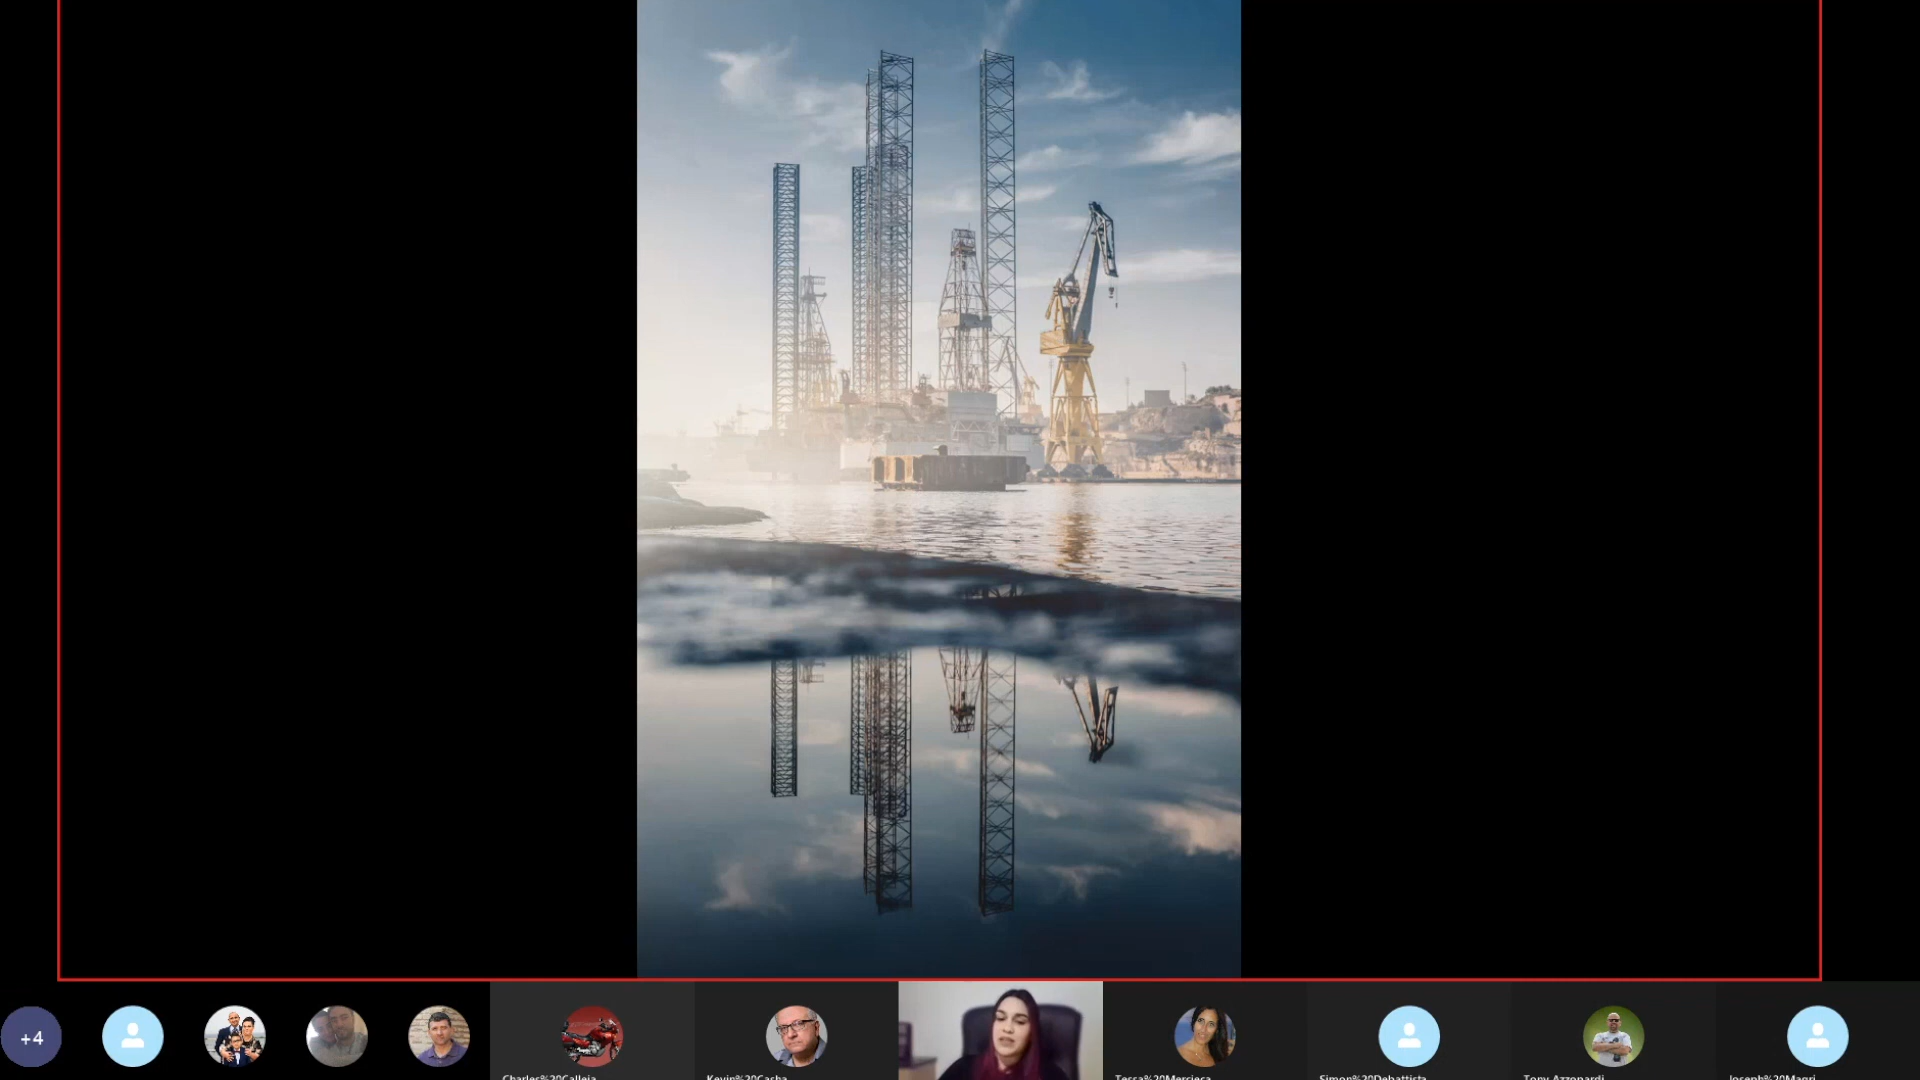 +4
Charles%20Calleja
Kevin%20Casha
Tessa%20Mercieca
Simon%20Debattista
Tony Azzopardi
Joseph%20Magri